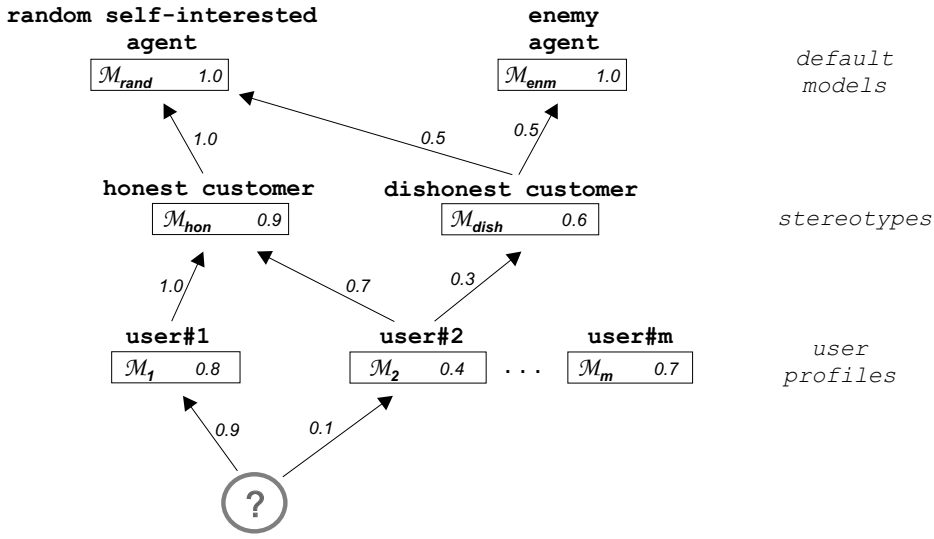 random self-interested agent
enemy agent
ℳrand 1.0
ℳenm 1.0
default models
1.0
0.5
0.5
honest customer
dishonest customer
ℳhon 0.9
ℳdish 0.6
stereotypes
1.0
0.7
0.3
user#1
user#2
user#m
ℳ1 0.8
ℳ2 0.4
. . .
ℳm 0.7
user profiles
0.9
0.1
?